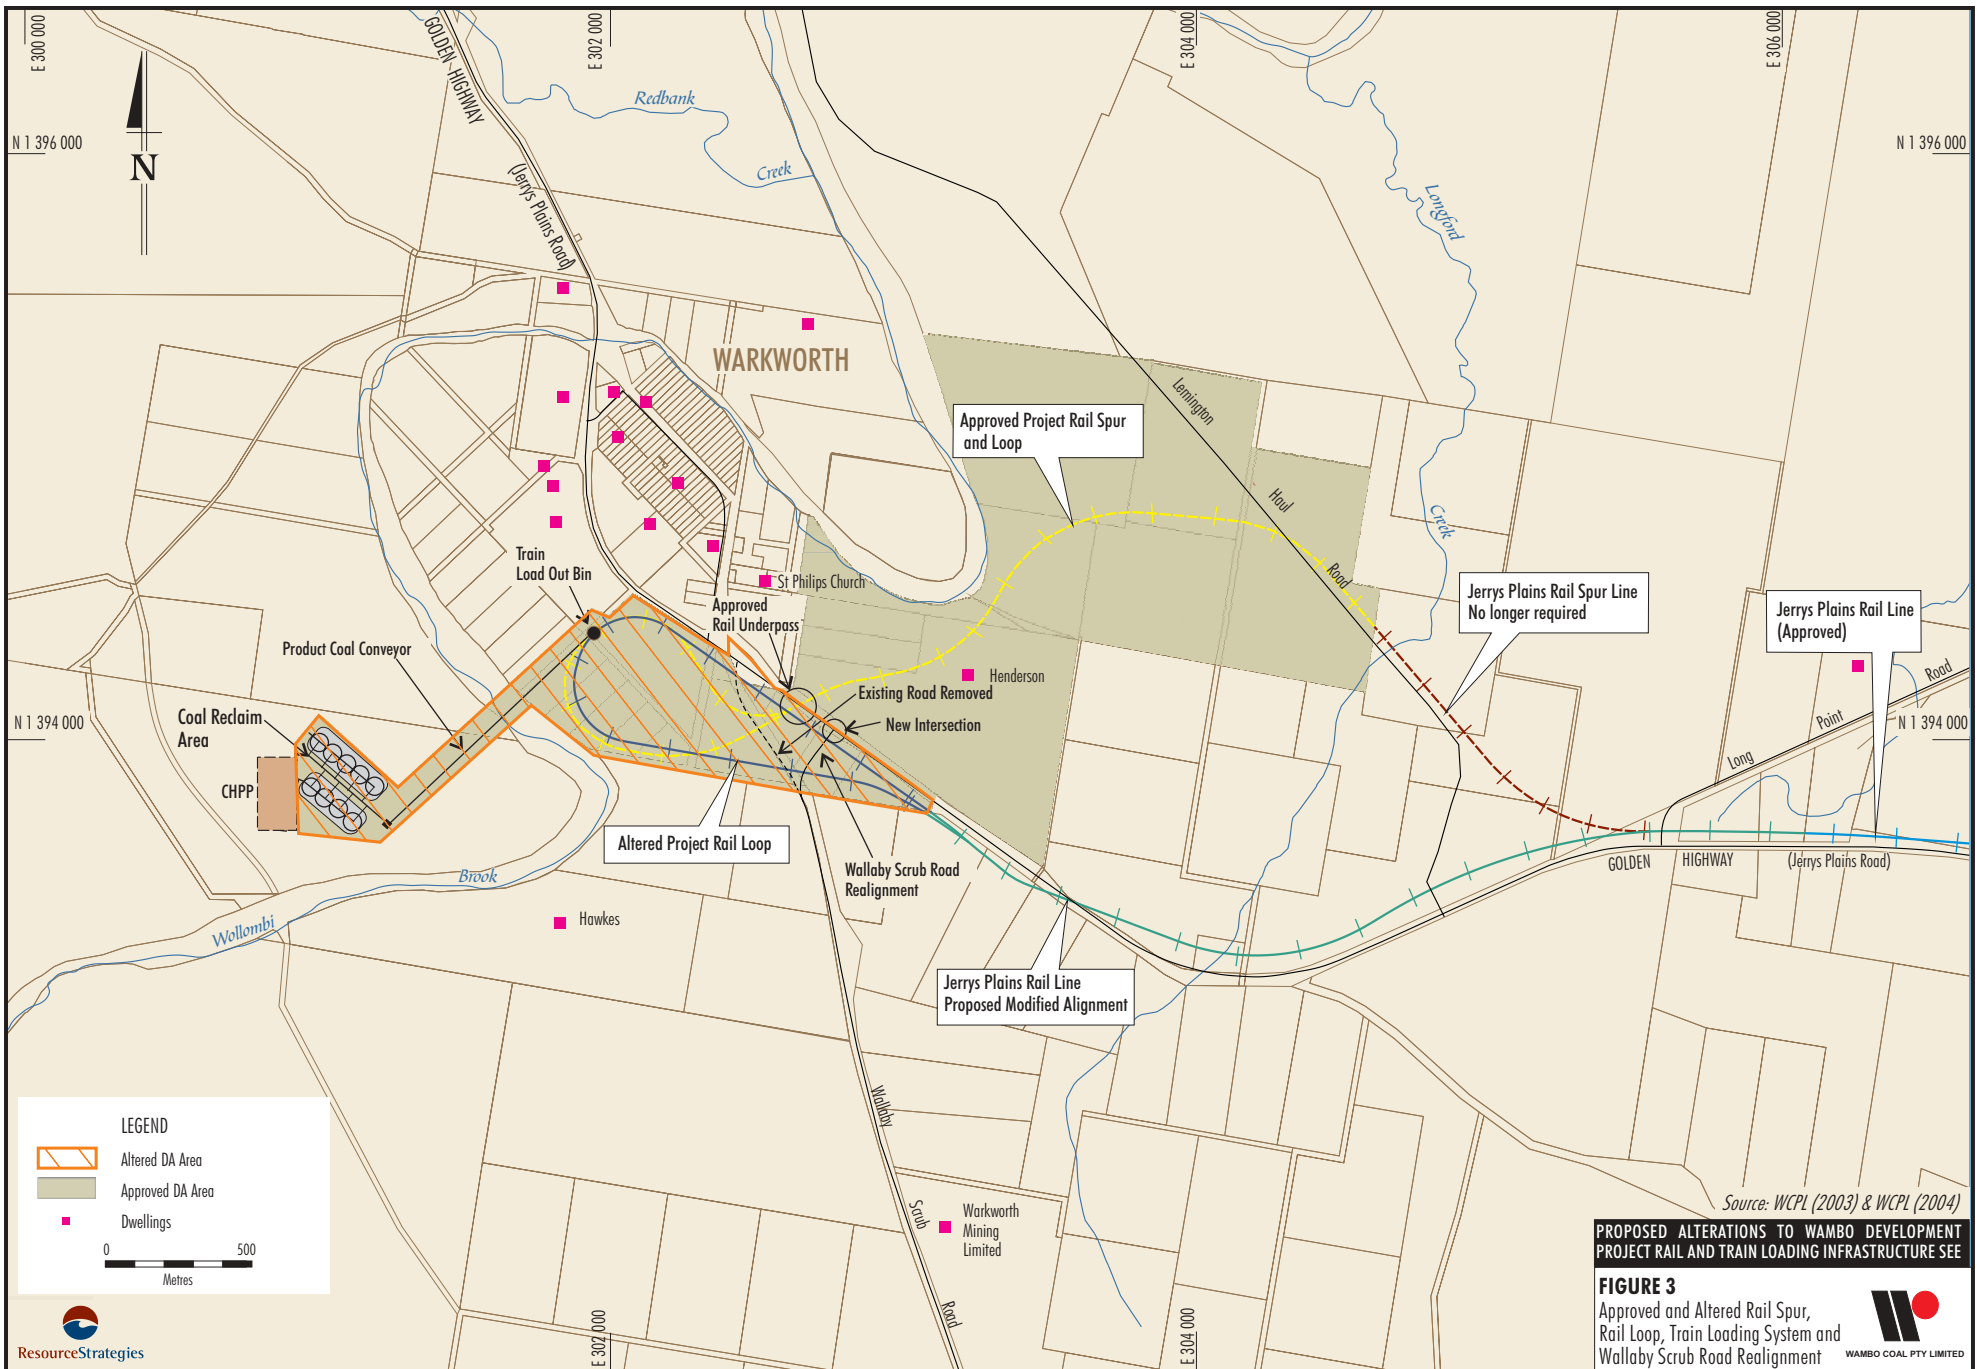 E 300 000
E 302 000
E 304 000
E 306 000
GOLDEN HIGHWAY
(Jerrys Plains Road)
Redbank
Creek
N 1 396 000
N 1 396 000
N
Longford
Creek
WARKWORTH
Lemington
Haul
Road
Approved Project Rail Spur
and Loop
Train
Load Out Bin
St Philips Church
Approved
Rail Underpass
Jerrys Plains Rail Spur Line
No longer required
Jerrys Plains Rail Line
(Approved)
Product Coal Conveyor
Henderson
Existing Road Removed
New Intersection
Coal Reclaim
Area
N 1 394 000
N 1 394 000
Long
Point
Road
CHPP
Altered Project Rail Loop
Wallaby Scrub Road
Realignment
GOLDEN
HIGHWAY
(Jerrys Plains Road)
Wollombi
Brook
Hawkes
Jerrys Plains Rail Line
Proposed Modified Alignment
Wallaby
Scrub
Road
Warkworth
Mining
Limited
LEGEND
Altered DA Area
Approved DA Area
Dwellings
0
500
Metres
ResourceStrategies
E 302 000
E 304 000
Source: WCPL (2003) & WCPL (2004)
PROPOSED ALTERATIONS TO WAMBO DEVELOPMENT
PROJECT RAIL AND TRAIN LOADING INFRASTRUCTURE SEE
FIGURE 3
Approved and Altered Rail Spur,
Rail Loop, Train Loading System and
Wallaby Scrub Road Realignment
WAMBO COAL PTY LIMITED